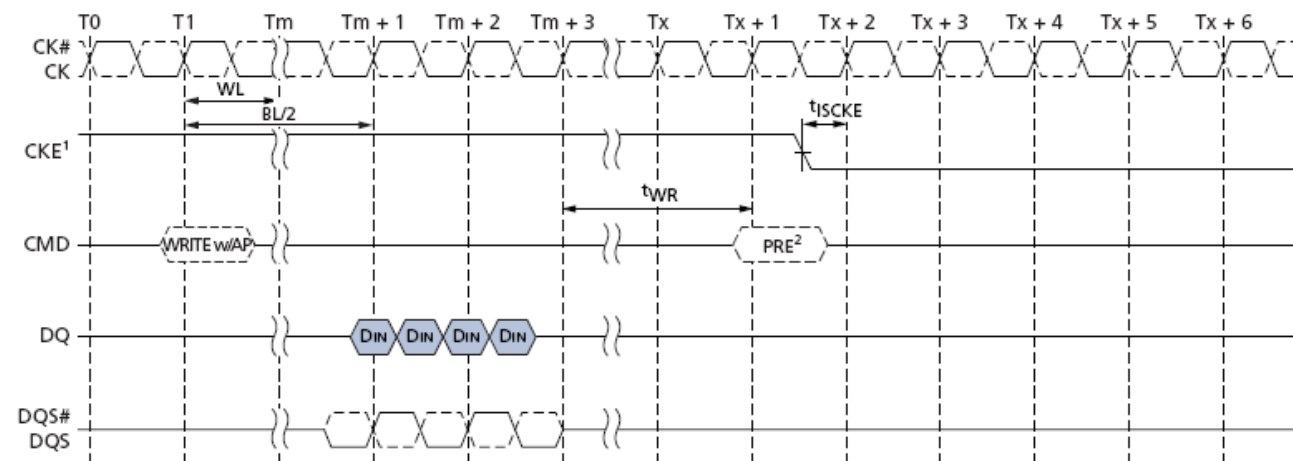 T0 T1 Tm Tm + 1 Tm + 2 Tm + 3 Tx Tx + 1 Tx + 2 Tx + 3 Tx + 4 Tx + 5 Tx + 6
CK#
CK
WL
BL/2
tISCKE
CKE1
tWR
CMD WRITE w/AP PRE2
DQ DIN DIN DIN DIN
DQS#
DQS